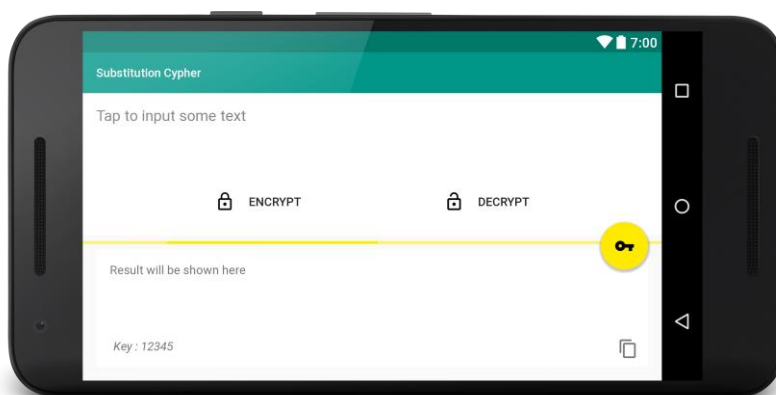 7:00
Substitution Cypher
Tap to input some text
ENCRYPT DECRYPT
Result will be shown here
Key : 12345